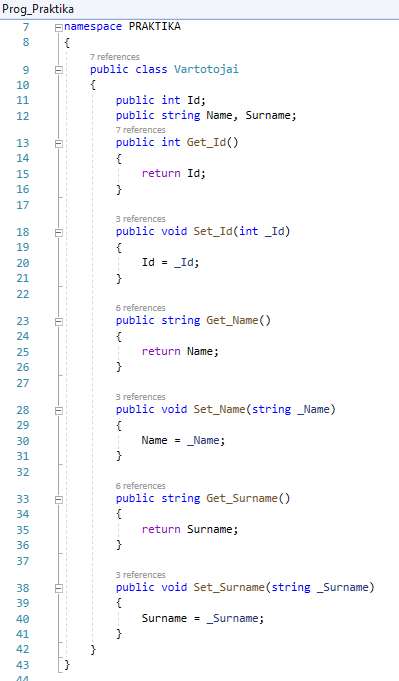 Prog_Praktika
7 namespace PRAKTIKA
8 {
7 references
9 public class Vartotojai
10 {
11 public int Id;
12 public string Name, Surname;
7 references
13 public int Get_Id()
14 {
15 return Id;
16 }
17
3 references
18 public void Set_Id(int _Id)
19 {
20 Id = _Id;
21 }
22
6 references
23 public string Get_Name()
24 {
25 return Name;
26 }
27
3 references
28 public void Set_Name(string _Name)
29 {
30 Name = _Name;
31 }
32
6 references
33 public string Get_Surname()
34 {
35 return Surname;
36 }
37
3 references
38 public void Set_Surname(string _Surname)
39 {
40 Surname = _Surname;
41 }
42 }
43 }
44